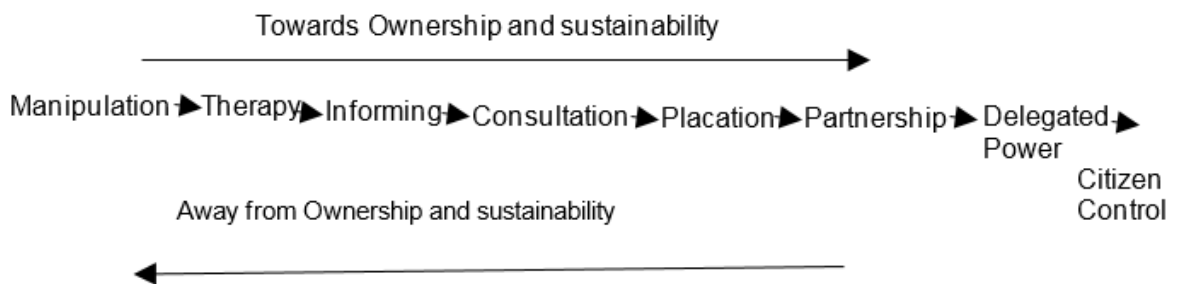 Towards Ownership and sustainability
Manipulation Therapy Informing Consultation Placation Partnership Delegated
Power
Citizen
Control
Away from Ownership and sustainability